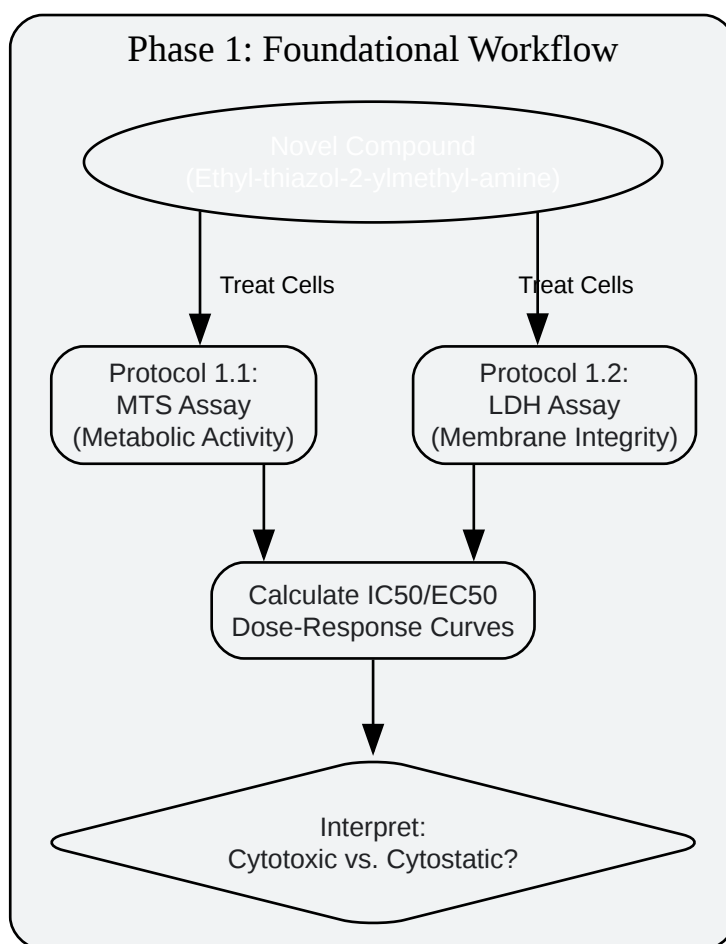 Phase 1: Foundational Workflow
Novel Compound
(Ethyl-thiazol-2-ylmethyl-amine)
Treat Cells
Treat Cells
Protocol 1.1:
MTS Assay
(Metabolic Activity)
Protocol 1.2:
LDH Assay
(Membrane Integrity)
Calculate IC50/EC50
Dose-Response Curves
Interpret:
Cytotoxic vs. Cytostatic?